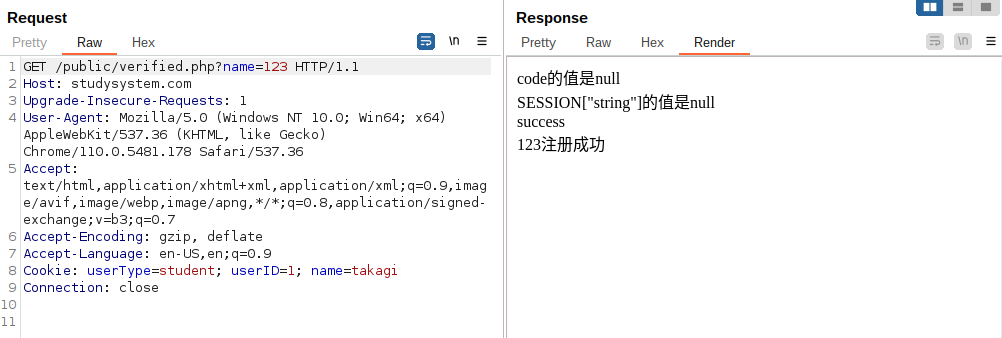 Request
Pretty Raw Hex
\n
1 GET /public/verified.php?name=123 HTTP/1.1
2 Host: studysystem.com
3 Upgrade-Insecure-Requests: 1
4 User-Agent: Mozilla/5.0 (Windows NT 10.0; Win64; x64)
AppleWebKit/537.36 (KHTML, like Gecko)
Chrome/110.0.5481.178 Safari/537.36
5 Accept:
text/html,application/xhtml+xml,application/xml;q=0.9,imag
e/avif,image/webp,image/apng,*/*;q=0.8,application/signed-
exchange;v=b3;q=0.7
6 Accept-Encoding: gzip, deflate
7 Accept-Language: en-US,en;q=0.9
8 Cookie: userType=student; userID=1; name=takagi
9 Connection: close
10
11
Response
Pretty Raw Hex Render
\n
code的值是null
SESSION["string"]的值是null
success
123注册成功